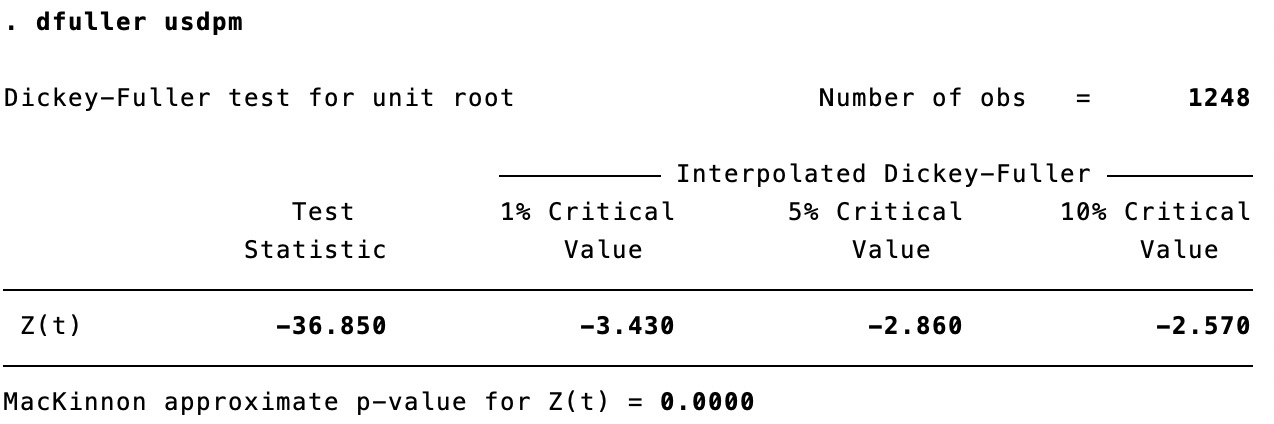 . dfuller usdpm
Dickey-Fuller test for unit root Number of obs = 1248
Interpolated Dickey-Fuller
Test 1% Critical 5% Critical 10% Critical
Statistic Value Value Value
Z(t) -36.850 -3.430 -2.860 -2.570
MacKinnon approximate p-value for Z(t) = 0.0000